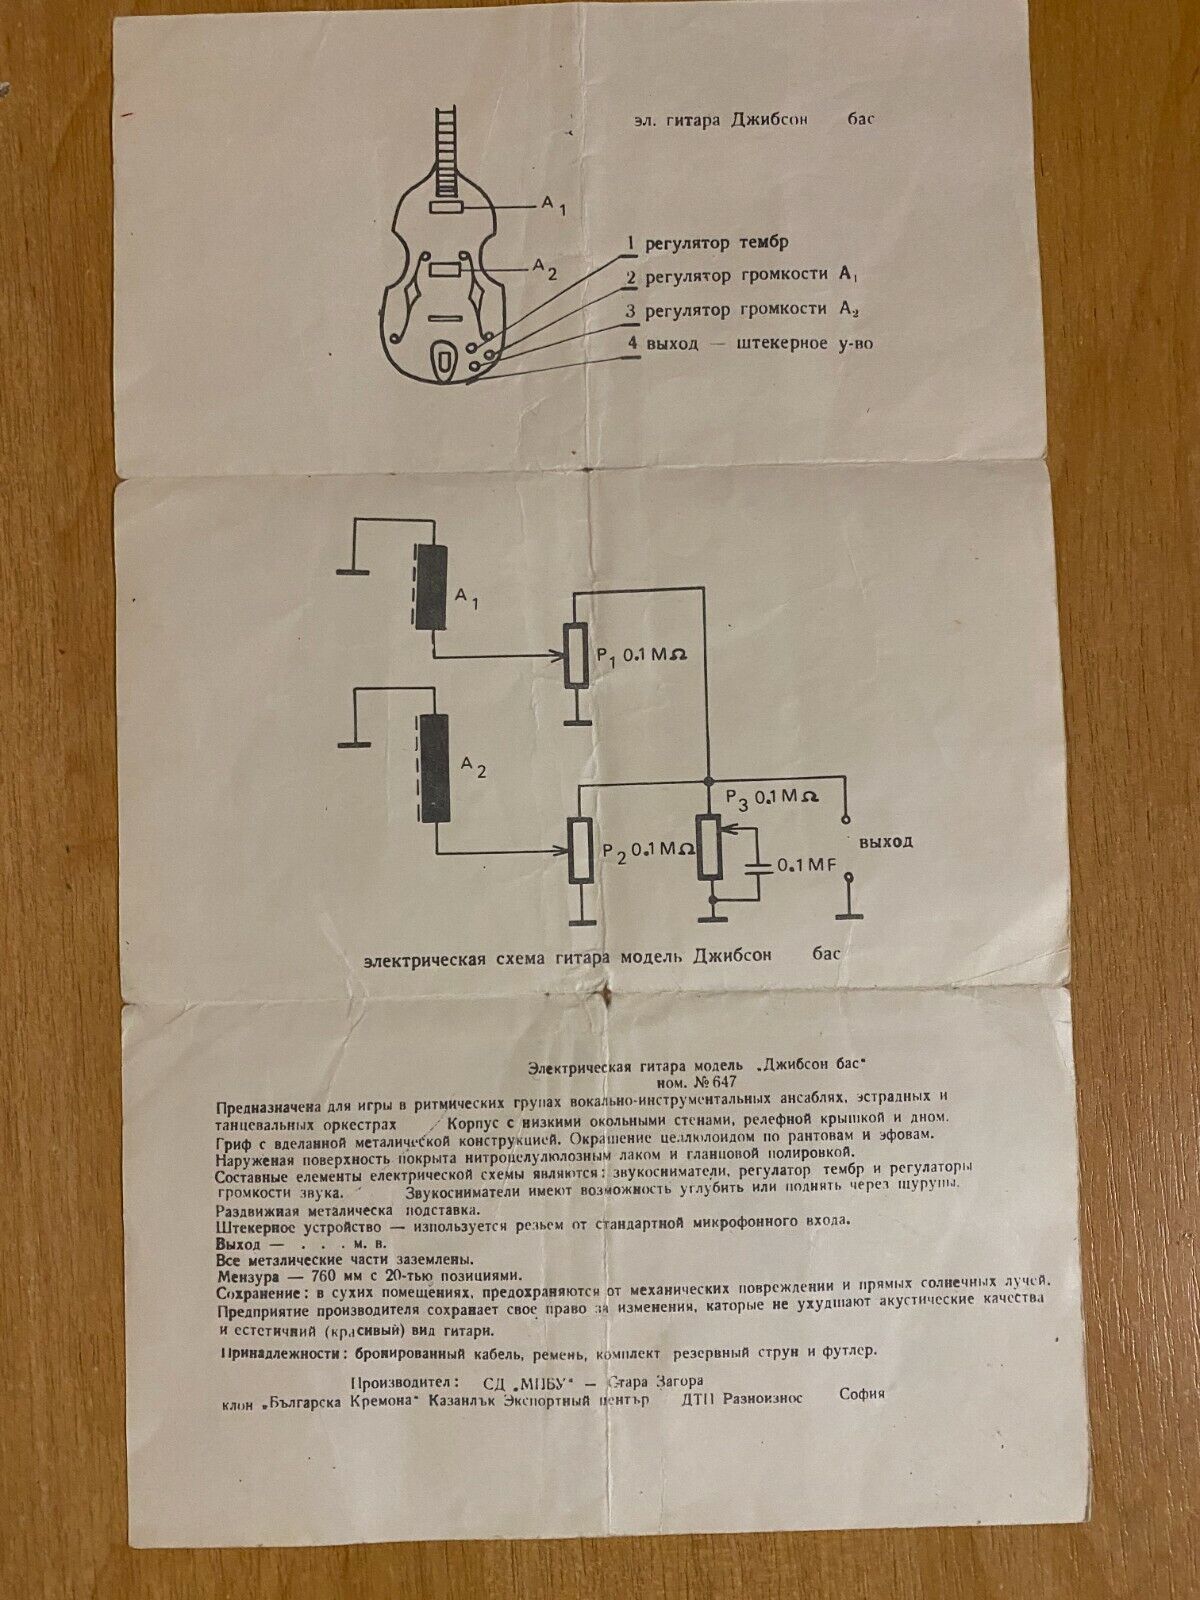 эл. гитара Джибсон бас
A1
A2
1 регулятор тембр
2 регулятор громкости A1
3 регулятор громкости A2
4 выход — штекерное у-во
A1
P1 0.1 MΩ
A2
P3 0.1 MΩ
P2 0.1 MΩ
выход
0.1 MF
электрическая схема гитара модель Джибсон бас
Электрическая гитара модель „Джибсон бас“
ном. № 647
Предназначена для игры в ритмических групах вокально-инструментальных ансаблях, эстрадных и
танцевальных оркестрах Корпус с низкими окольными стенами, релефной крышкой и дном.
Гриф с вделанной металической конструкцией. Окрашение целлюлоидом по рантовам и эфовам.
Наруженая поверхность покрыта нитроцелулюлозным лаком и гланцовой полировкой.
Составные елементы електрической схемы являются: звукосниматели, регулатор тембр и регулаторы
громкости звука. Звукосниматели имеют возможность углубить или поднять через шурупы.
Раздвижная металическа подставка.
Штекерное устройство — изпользуется резьем от стандартной микрофонного входа.
Выход — . . . м. в.
Все металические части заземлены.
Мензура — 760 мм с 20-тью позициями.
Сохранение: в сухих помещениях, предохраняются от механических повреждении и прямых солнечных лучей.
Предприятие производителя сохранает свое право за изменения, каторые не ухудшают акустические качества
и естетичний (красивый) вид гитари.
Принадлежности: бронированный кабель, ремень, комплект резервный струн и футлер.
Производител: СД „МПБУ“ — Стара Загора
клон „Българска Кремона“ Казанлък Экспортный център ДТП Разноизнос София